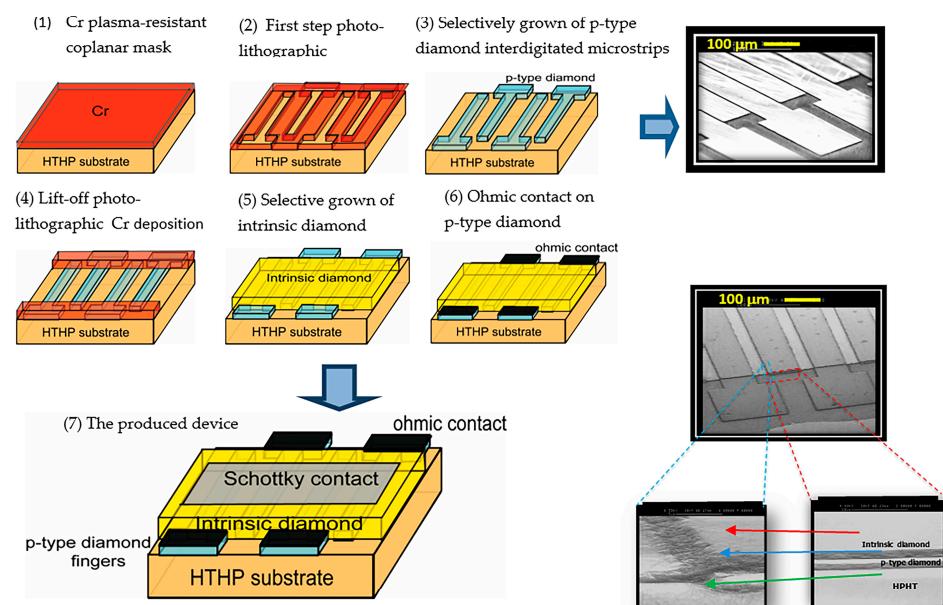 (1) Cr plasma-resistant
coplanar mask
(2) First step photo-
lithographic
(3) Selectively grown of p-type
diamond interdigitated microstrips
Cr
HTHP substrate
HTHP substrate
p-type diamond
HTHP substrate
100 µm
(4) Lift-off photo-
lithographic Cr deposition
(5) Selective grown of
intrinsic diamond
(6) Ohmic contact on
p-type diamond
HTHP substrate
Intrinsic diamond
HTHP substrate
ohmic contact
HTHP substrate
100 µm
(7) The produced device
ohmic contact
Schottky contact
Intrinsic diamond
p-type diamond
fingers
HTHP substrate
Intrinsic diamond
p-type diamond
HPHT